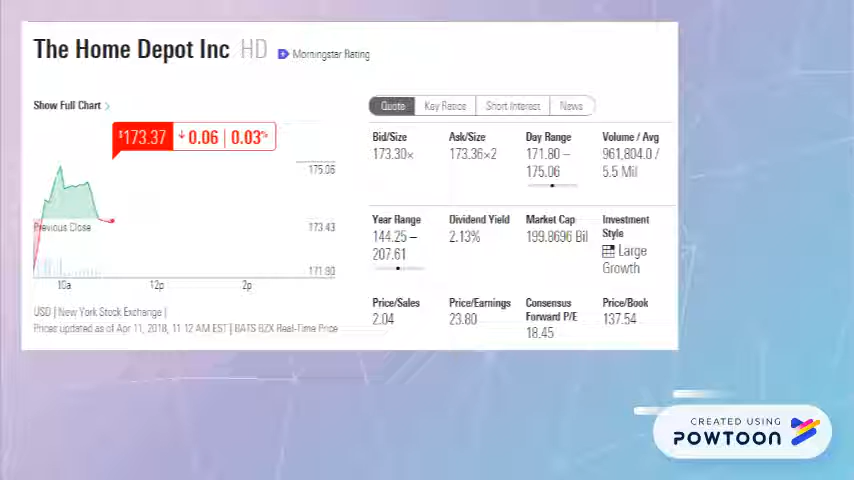 The Home Depot Inc HD Morningstar Rating
Show Full Chart >
$173.37 ↓ 0.06 | 0.03%
175.06
Previous Close
173.43
171.80
10a 12p 2p
USD | New York Stock Exchange |
Prices updated as of Apr 11, 2018, 11:12 AM EST | BATS BZX Real-Time Price
Quote Key Ratios Short Interest News
Bid/Size Ask/Size Day Range Volume / Avg
173.30× 173.36×2 171.80 – 961,804.0 /
175.06 5.5 Mil
Year Range Dividend Yield Market Cap Investment
Style
144.25 – 2.13% 199.8696 Bil Large
207.61 Growth
Price/Sales Price/Earnings Consensus Price/Book
Forward P/E
2.04 23.80 18.45 137.54
CREATED USING
POWTOON